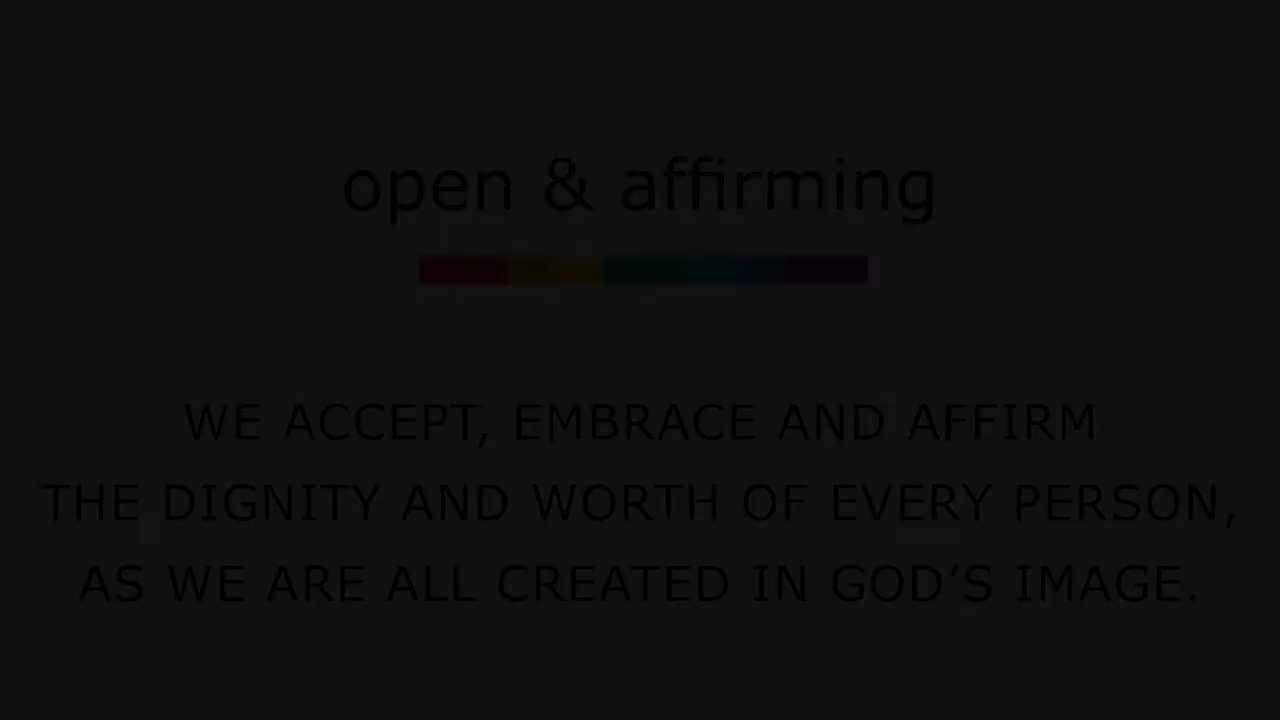 open & affirming
WE ACCEPT, EMBRACE AND AFFIRM
THE DIGNITY AND WORTH OF EVERY PERSON,
AS WE ARE ALL CREATED IN GOD’S IMAGE.